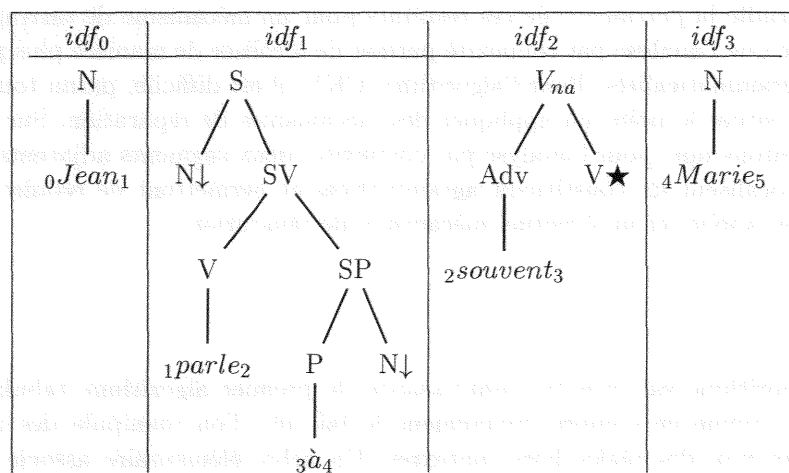 idf₀ idf₁ idf₂ idf₃
N S V_na N
₀Jean₁ N↓ SV Adv V★ ₄Marie₅
V SP ₂souvent₃
₁parle₂ P N↓
₃à₄